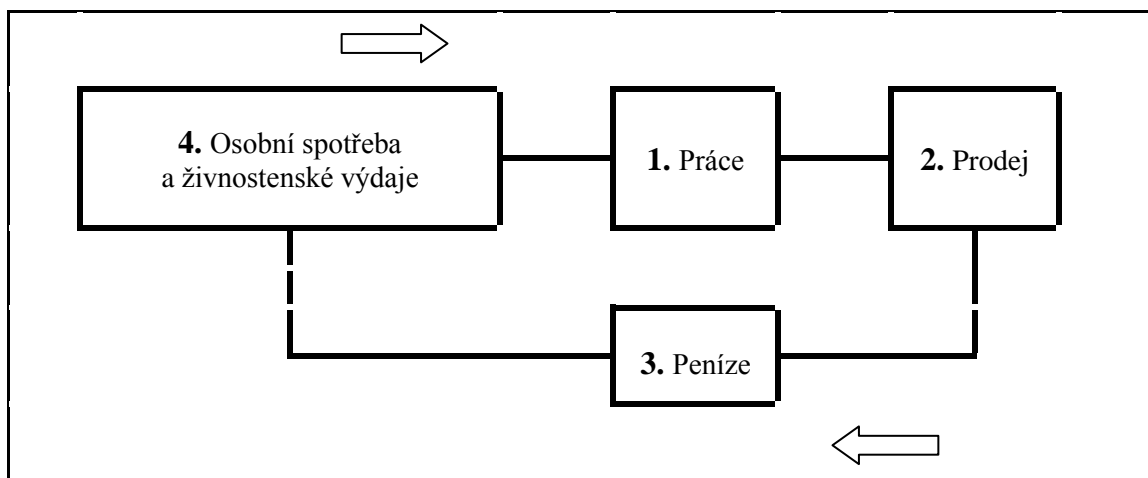 4. Osobní spotřeba
a živnostenské výdaje
1. Práce
2. Prodej
3. Peníze